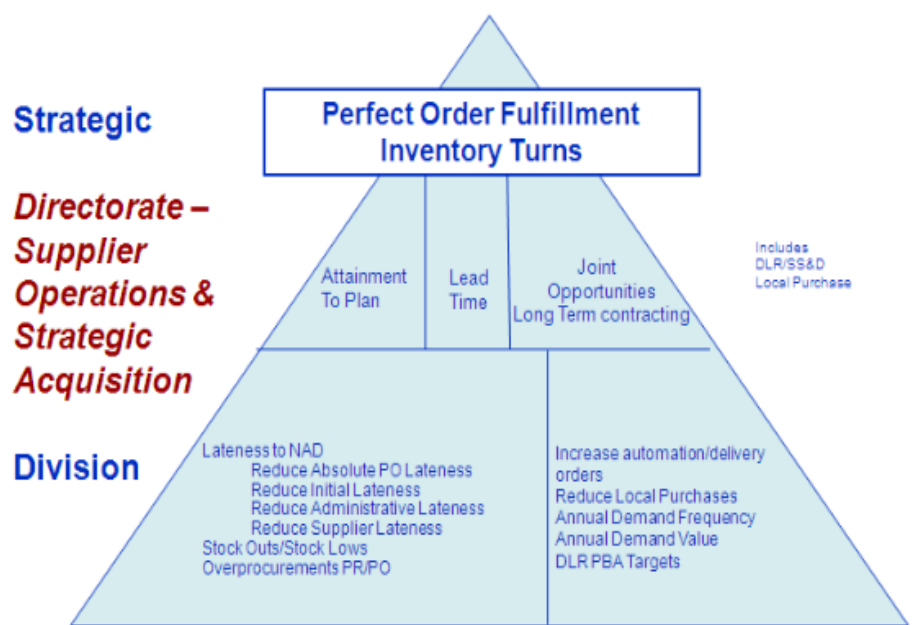 Strategic
Perfect Order Fulfillment
Inventory Turns
Directorate –
Supplier
Operations &
Strategic
Acquisition
Attainment
To Plan
Lead
Time
Joint
Opportunities
Long Term contracting
Includes
DLR/SS&D
Local Purchase
Division
Lateness to NAD
Reduce Absolute PO Lateness
Reduce Initial Lateness
Reduce Administrative Lateness
Reduce Supplier Lateness
Stock Outs/Stock Lows
Overprocurements PR/PO
Increase automation/delivery
orders
Reduce Local Purchases
Annual Demand Frequency
Annual Demand Value
DLR PBA Targets